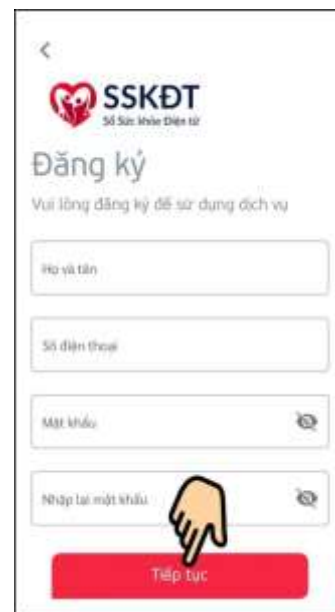 SSKĐT
Sổ Sức khỏe Điện tử
Đăng ký
Vui lòng đăng ký để sử dụng dịch vụ
Họ và tên
Số điện thoại
Mật khẩu
Nhập lại mật khẩu
Tiếp tục